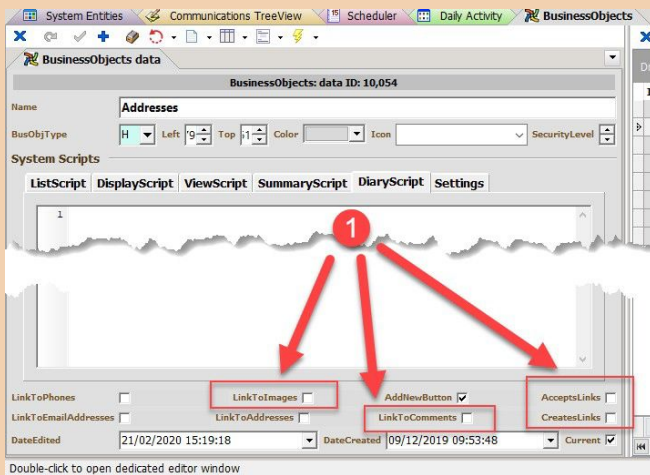 System Entities Communications TreeView 15 Scheduler Daily Activity BusinessObjects
BusinessObjects data
BusinessObjects: data ID: 10,054
Name Addresses
BusObjType H Left Top Color Icon SecurityLevel
System Scripts
ListScript DisplayScript ViewScript SummaryScript DiaryScript Settings
1
1
LinkToPhones LinkToImages AddNewButton AcceptsLinks
LinkToEmailAddresses LinkToAddresses LinkToComments CreatesLinks
DateEdited 21/02/2020 15:19:18 DateCreated 09/12/2019 09:53:48 Current
Double-click to open dedicated editor window